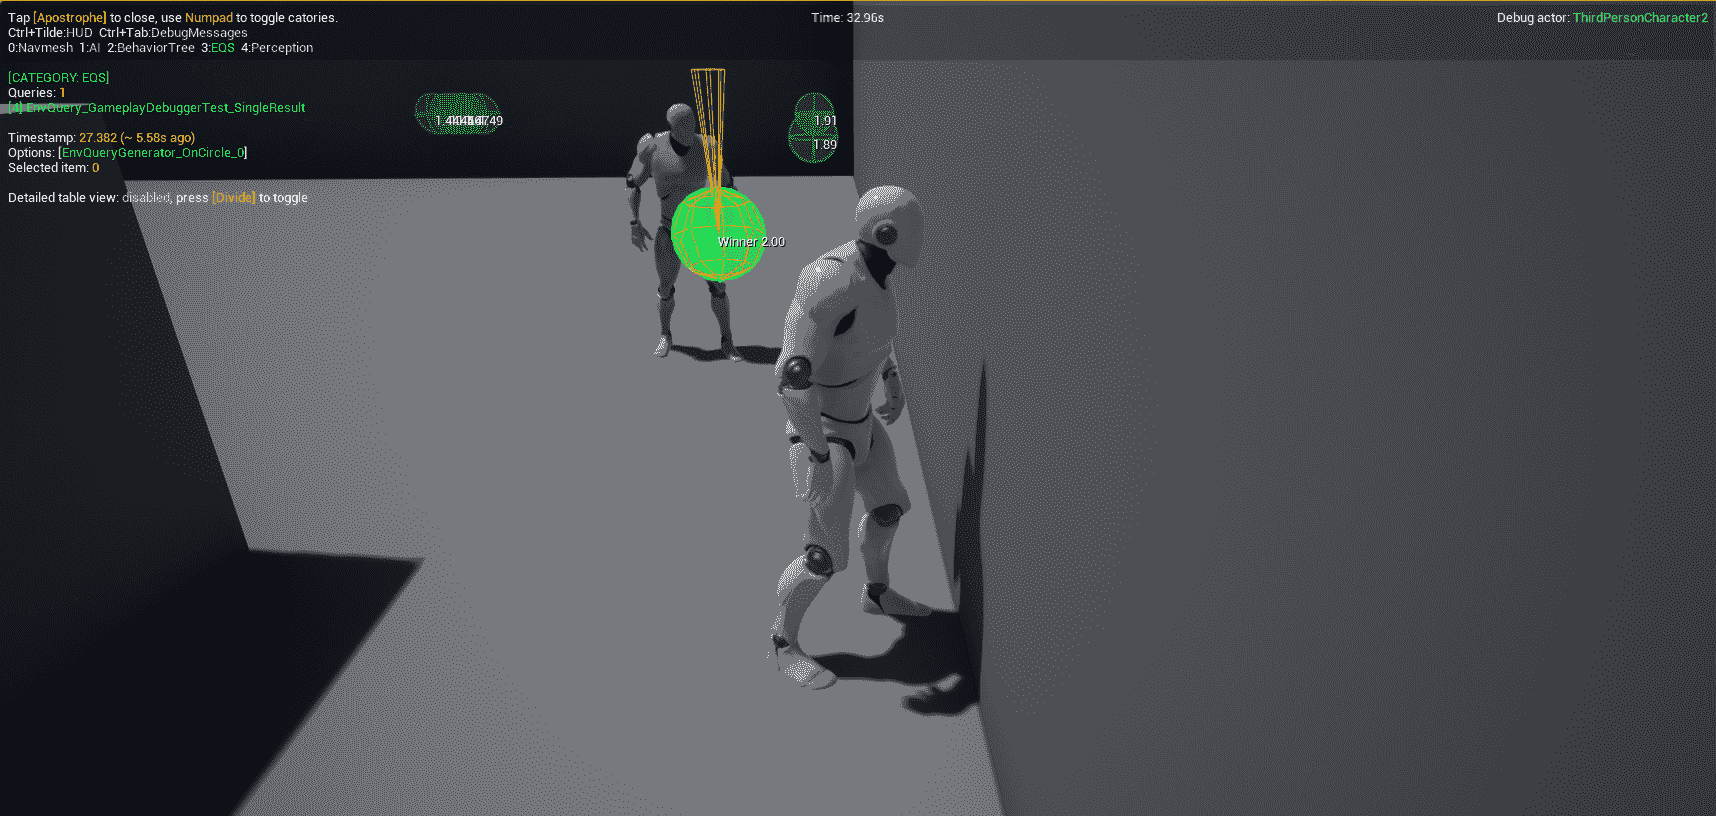 Tap [Apostrophe] to close, use Numpad to toggle catories.
Time: 32.96s
Debug actor: ThirdPersonCharacter2
Ctrl+Tilde:HUD Ctrl+Tab:DebugMessages
0:Navmesh 1:AI 2:BehaviorTree 3:EQS 4:Perception
[CATEGORY: EQS]
Queries: 1
[4] EnvQuery_GameplayDebuggerTest_SingleResult
Timestamp: 27.382 (~ 5.58s ago)
Options: [EnvQueryGenerator_OnCircle_0]
Selected item: 0
Detailed table view: disabled, press [Divide] to toggle
1.91
1.89
Winner 2.00